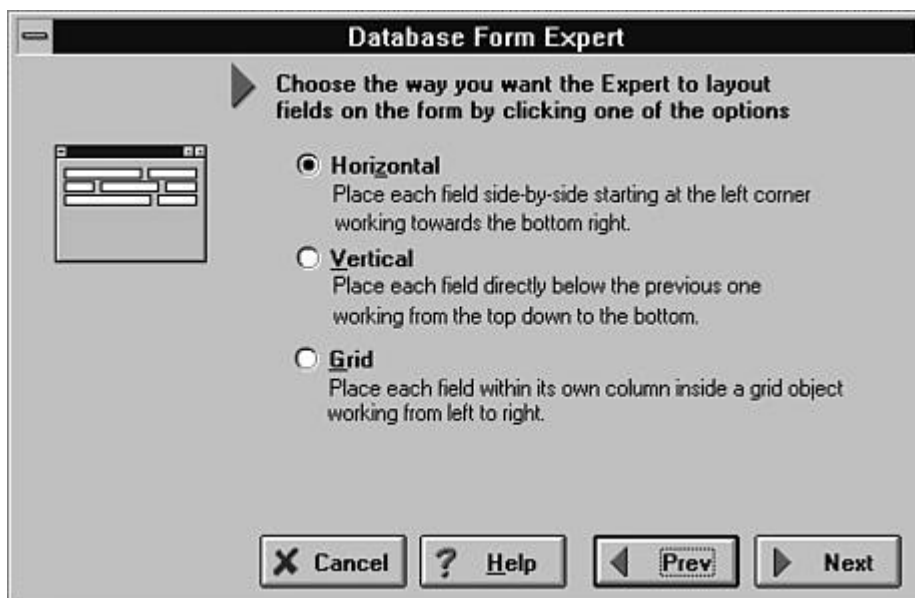 Database Form Expert
Choose the way you want the Expert to layout
fields on the form by clicking one of the options
Horizontal
Place each field side-by-side starting at the left corner
working towards the bottom right.
Vertical
Place each field directly below the previous one
working from the top down to the bottom.
Grid
Place each field within its own column inside a grid object
working from left to right.
Cancel ? Help Prev Next